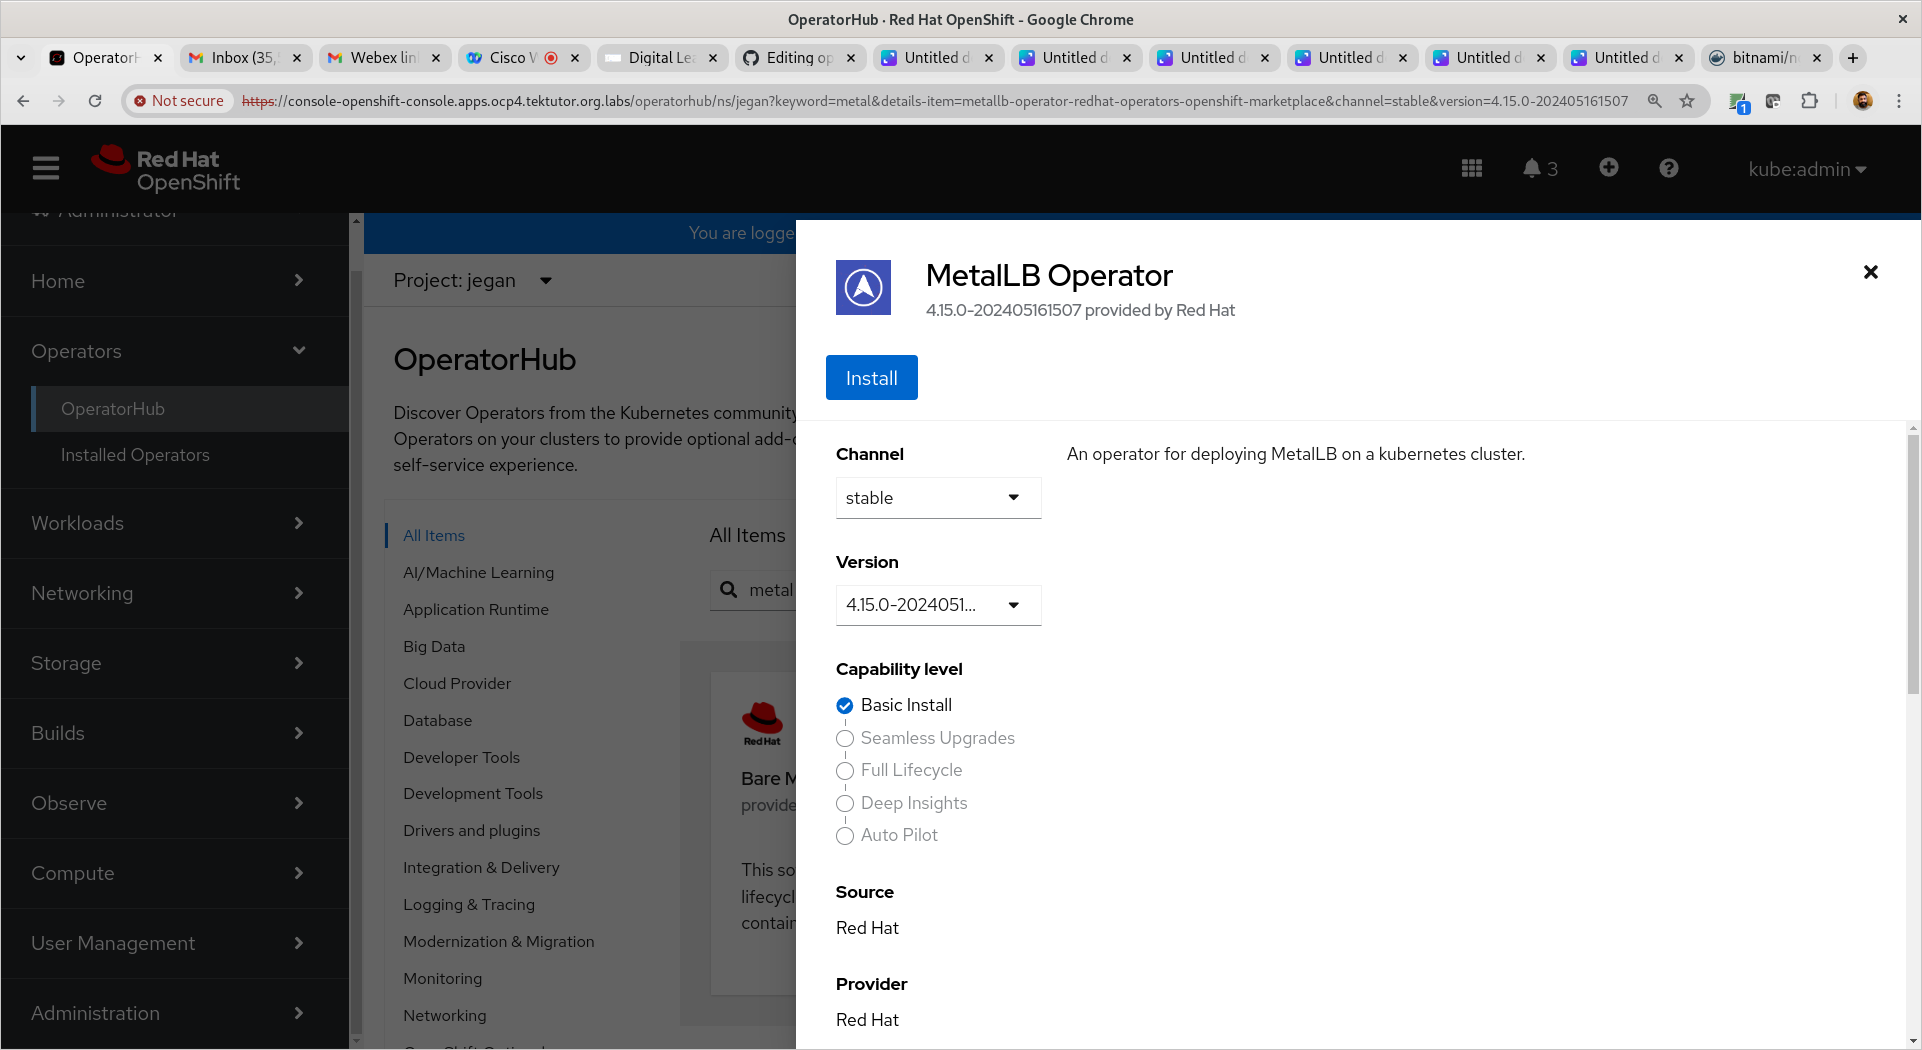 OperatorHub · Red Hat OpenShift - Google Chrome
Operator
Inbox (35,
Webex lin
Cisco
Digital Le
Editing op
Untitled d
Untitled d
Untitled d
Untitled d
Untitled d
Untitled d
bitnami/n
Not secure
https://console-openshift-console.apps.ocp4.tektutor.org.labs/operatorhub/ns/jegan?keyword=metal&details-item=metallb-operator-redhat-operators-openshift-marketplace&channel=stable&version=4.15.0-202405161507
1
Red Hat
OpenShift
3
kube:admin
Administrator
Home
Operators
OperatorHub
Installed Operators
Workloads
Networking
Storage
Builds
Observe
Compute
User Management
Administration
You are logge
Project: jegan
OperatorHub
Discover Operators from the Kubernetes community
Operators on your clusters to provide optional add-
self-service experience.
All Items
AI/Machine Learning
Application Runtime
Big Data
Cloud Provider
Database
Developer Tools
Development Tools
Drivers and plugins
Integration & Delivery
Logging & Tracing
Modernization & Migration
Monitoring
Networking
All Items
metal
Red Hat
Bare M
provide
This so
lifecycl
contain
MetalLB Operator
4.15.0-202405161507 provided by Red Hat
Install
Channel
stable
Version
4.15.0-2024051...
Capability level
Basic Install
Seamless Upgrades
Full Lifecycle
Deep Insights
Auto Pilot
Source
Red Hat
Provider
Red Hat
An operator for deploying MetalLB on a kubernetes cluster.